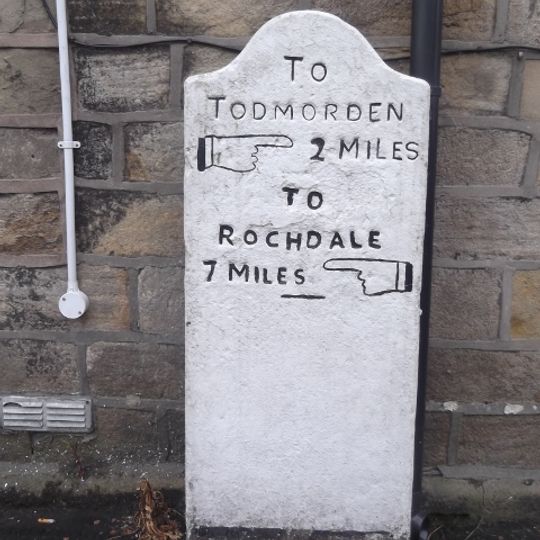 TO
TODMORDEN
2 MILES
TO
ROCHDALE
7 MILES